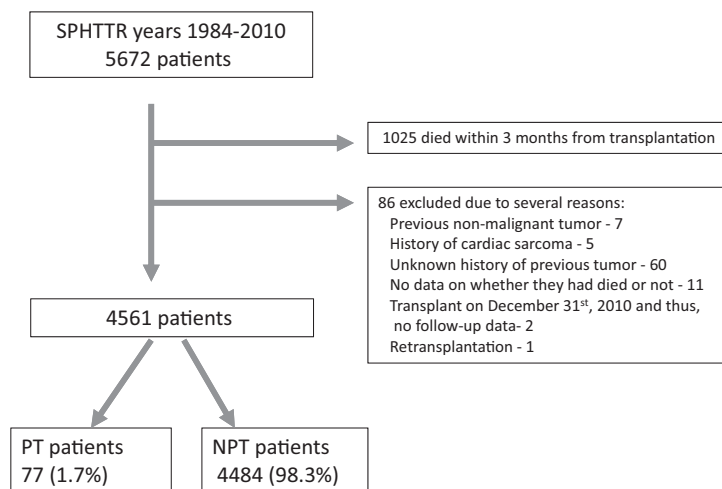 SPHTTR years 1984-2010
5672 patients
1025 died within 3 months from transplantation
86 excluded due to several reasons:
Previous non-malignant tumor - 7
History of cardiac sarcoma - 5
Unknown history of previous tumor - 60
No data on whether they had died or not - 11
Transplant on December 31st, 2010 and thus,
no follow-up data- 2
Retransplantation - 1
4561 patients
PT patients
77 (1.7%)
NPT patients
4484 (98.3%)